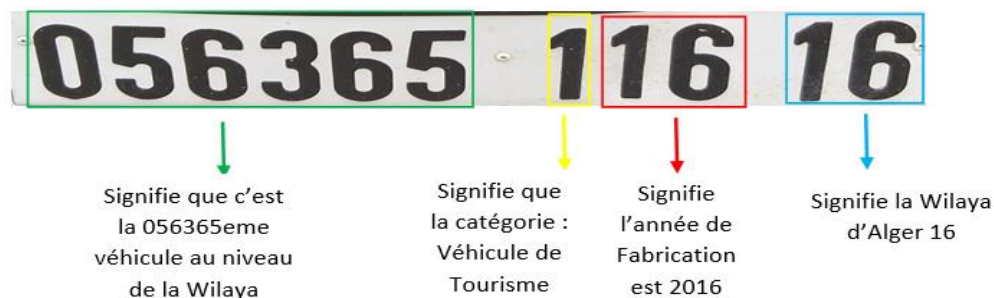 056365 116 16
Signifie que c'est
la 056365eme
véhicule au niveau
de la Wilaya
Signifie que
la catégorie :
Véhicule de
Tourisme
Signifie
l'année de
Fabrication
est 2016
Signifie la Wilaya
d'Alger 16